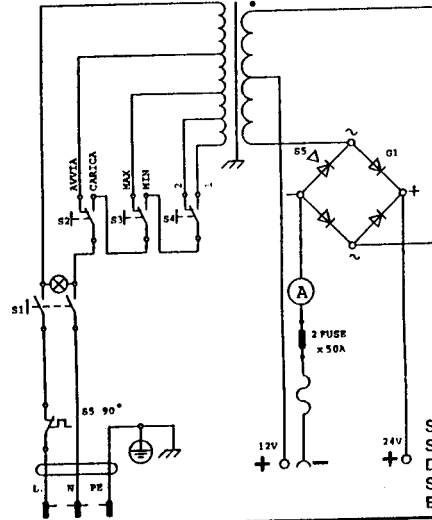 AVVIA
CARICA
MAX
MIN
2
1
S2
S3
S4
S5
G1
~
-
+
~
A
S1
2 FUSE
x 50A
S5 90°
L.
N
PE
12V
+
-
24V
+
S
S
D
S
E